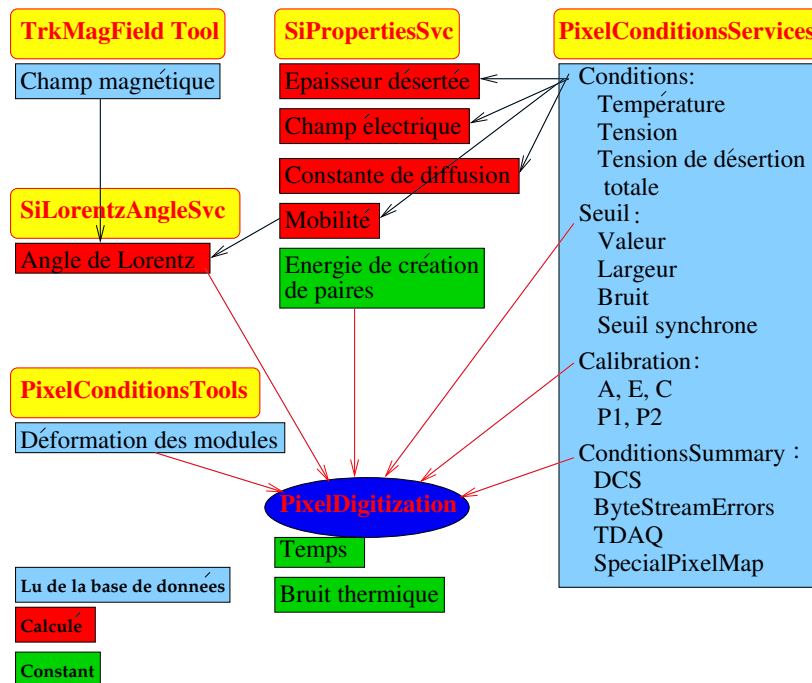 TrkMagField Tool
Champ magnétique
SiLorentzAngleSvc
Angle de Lorentz
PixelConditionsTools
Déformation des modules
SiPropertiesSvc
Epaisseur désertée
Champ électrique
Constante de diffusion
Mobilité
Energie de création
de paires
PixelConditionsServices
Conditions:
Température
Tension
Tension de désertion
totale
Seuil :
Valeur
Largeur
Bruit
Seuil synchrone
Calibration :
A, E, C
P1, P2
ConditionsSummary :
DCS
ByteStreamErrors
TDAQ
SpecialPixelMap
PixelDigitization
Temps
Bruit thermique
Lu de la base de données
Calculé
Constant